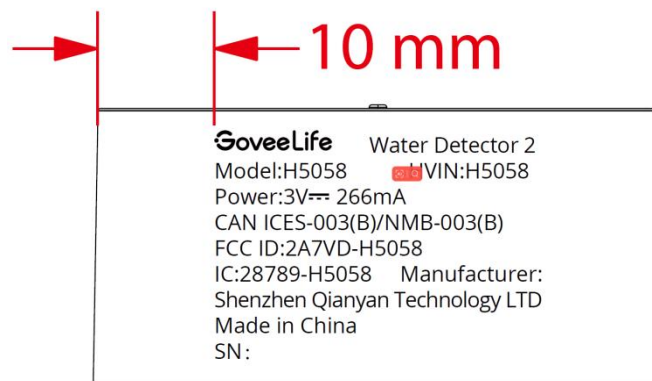 10 mm
GoveeLife Water Detector 2
Model:H5058 HVIN:H5058
Power:3V⎓ 266mA
CAN ICES-003(B)/NMB-003(B)
FCC ID:2A7VD-H5058
IC:28789-H5058 Manufacturer:
Shenzhen Qianyan Technology LTD
Made in China
SN: